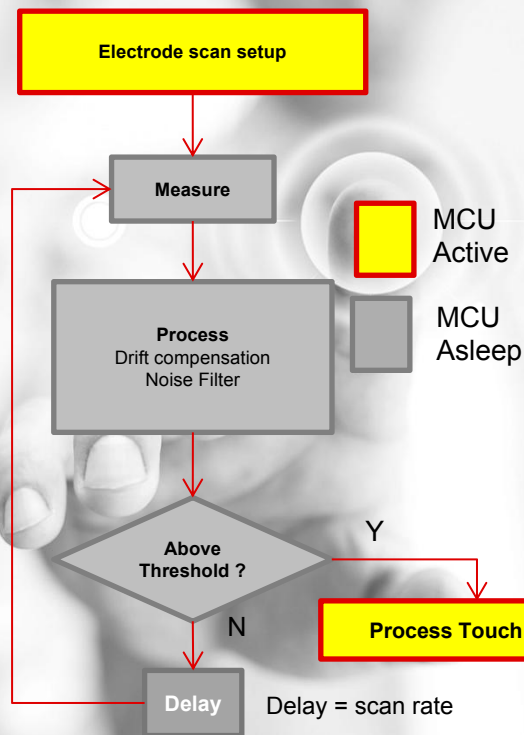 Electrode scan setup
Measure
MCU
Active
MCU
Asleep
Process
Drift compensation
Noise Filter
Above
Threshold ?
Y
N
Process Touch
Delay
Delay = scan rate